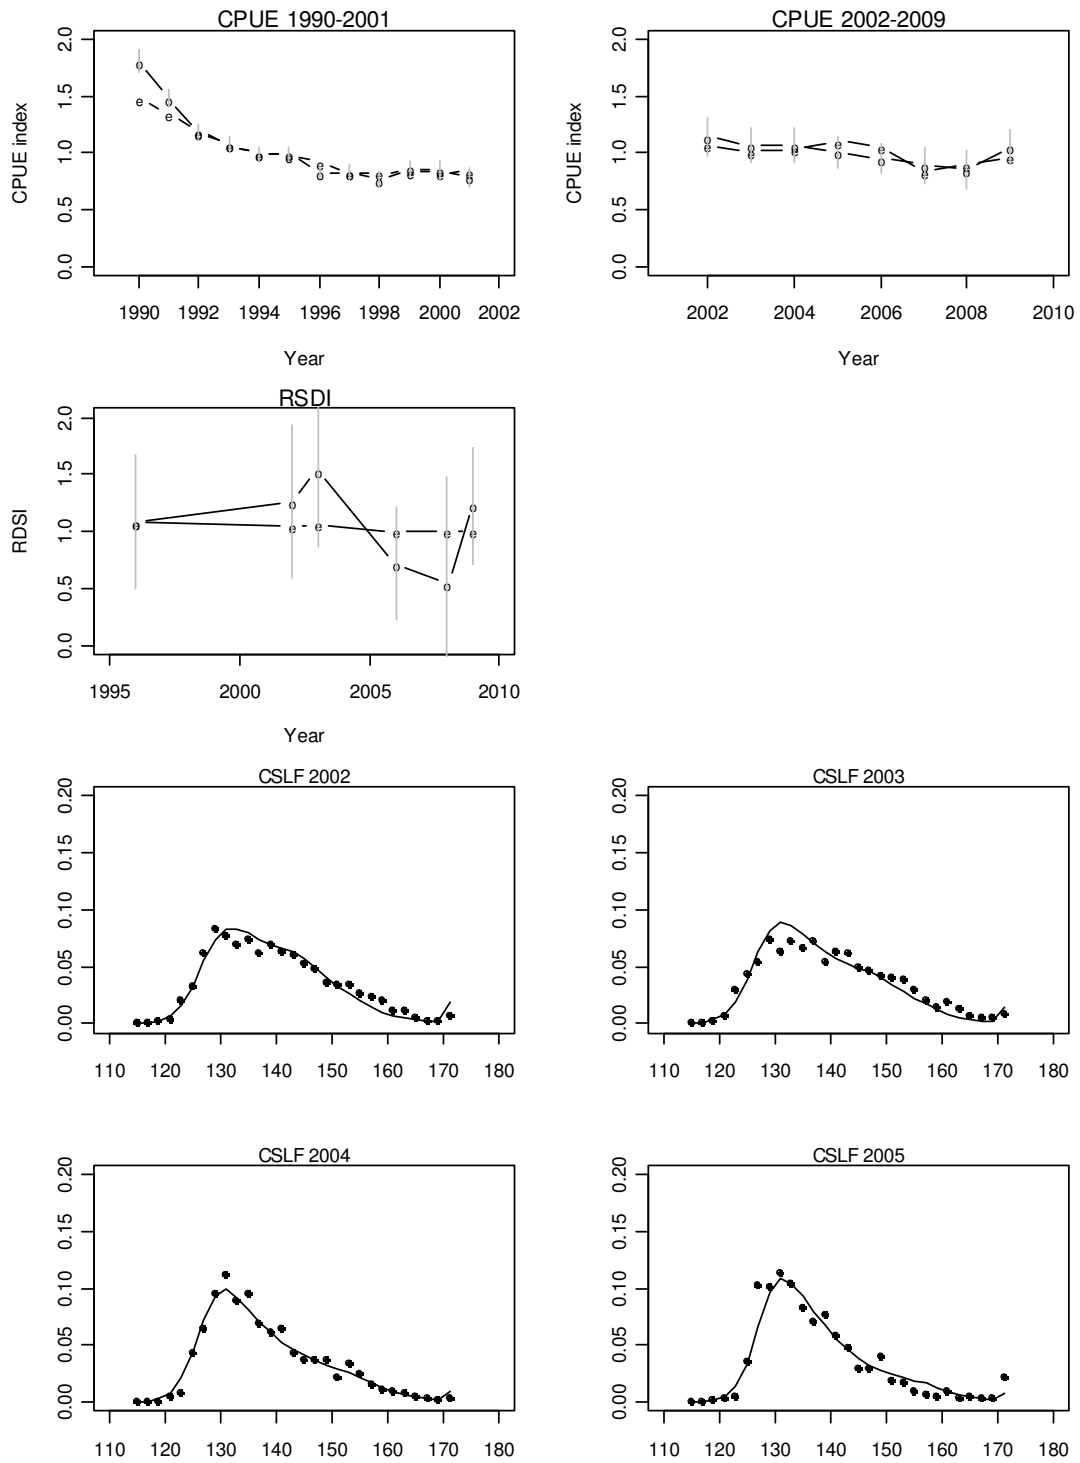 CPUE 1990-2001
CPUE index
0.0 0.5 1.0 1.5 2.0
1990 1992 1994 1996 1998 2000 2002
Year
CPUE 2002-2009
CPUE index
0.0 0.5 1.0 1.5 2.0
2002 2004 2006 2008 2010
Year
RSDI
RDSI
0.0 0.5 1.0 1.5 2.0
1995 2000 2005 2010
Year
CSLF 2002
0.00 0.05 0.10 0.15 0.20
110 120 130 140 150 160 170 180
CSLF 2003
0.00 0.05 0.10 0.15 0.20
110 120 130 140 150 160 170 180
CSLF 2004
0.00 0.05 0.10 0.15 0.20
110 120 130 140 150 160 170 180
CSLF 2005
0.00 0.05 0.10 0.15 0.20
110 120 130 140 150 160 170 180